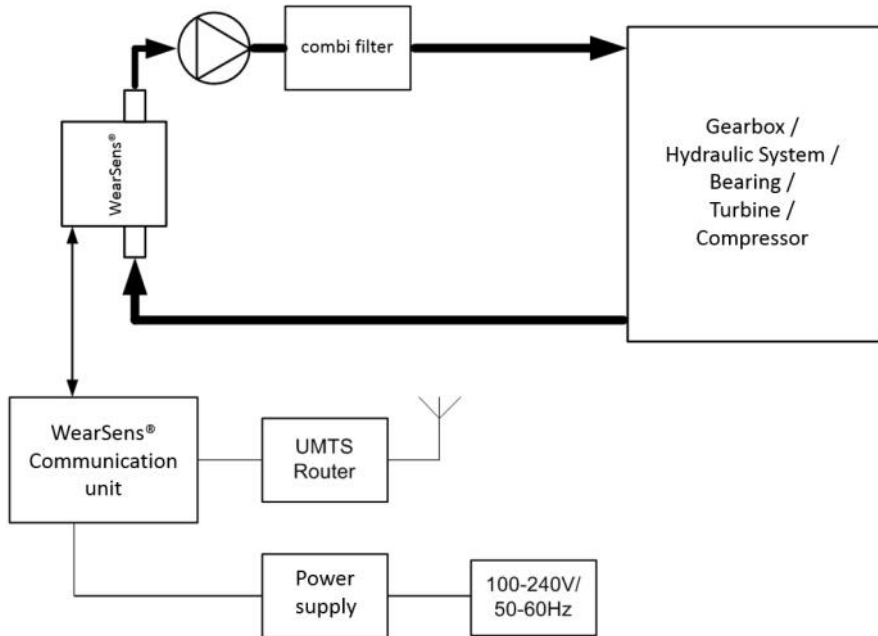 combi filter
WearSens®
Gearbox /
Hydraulic System /
Bearing /
Turbine /
Compressor
WearSens®
Communication
unit
UMTS
Router
Power
supply
100-240V/
50-60Hz